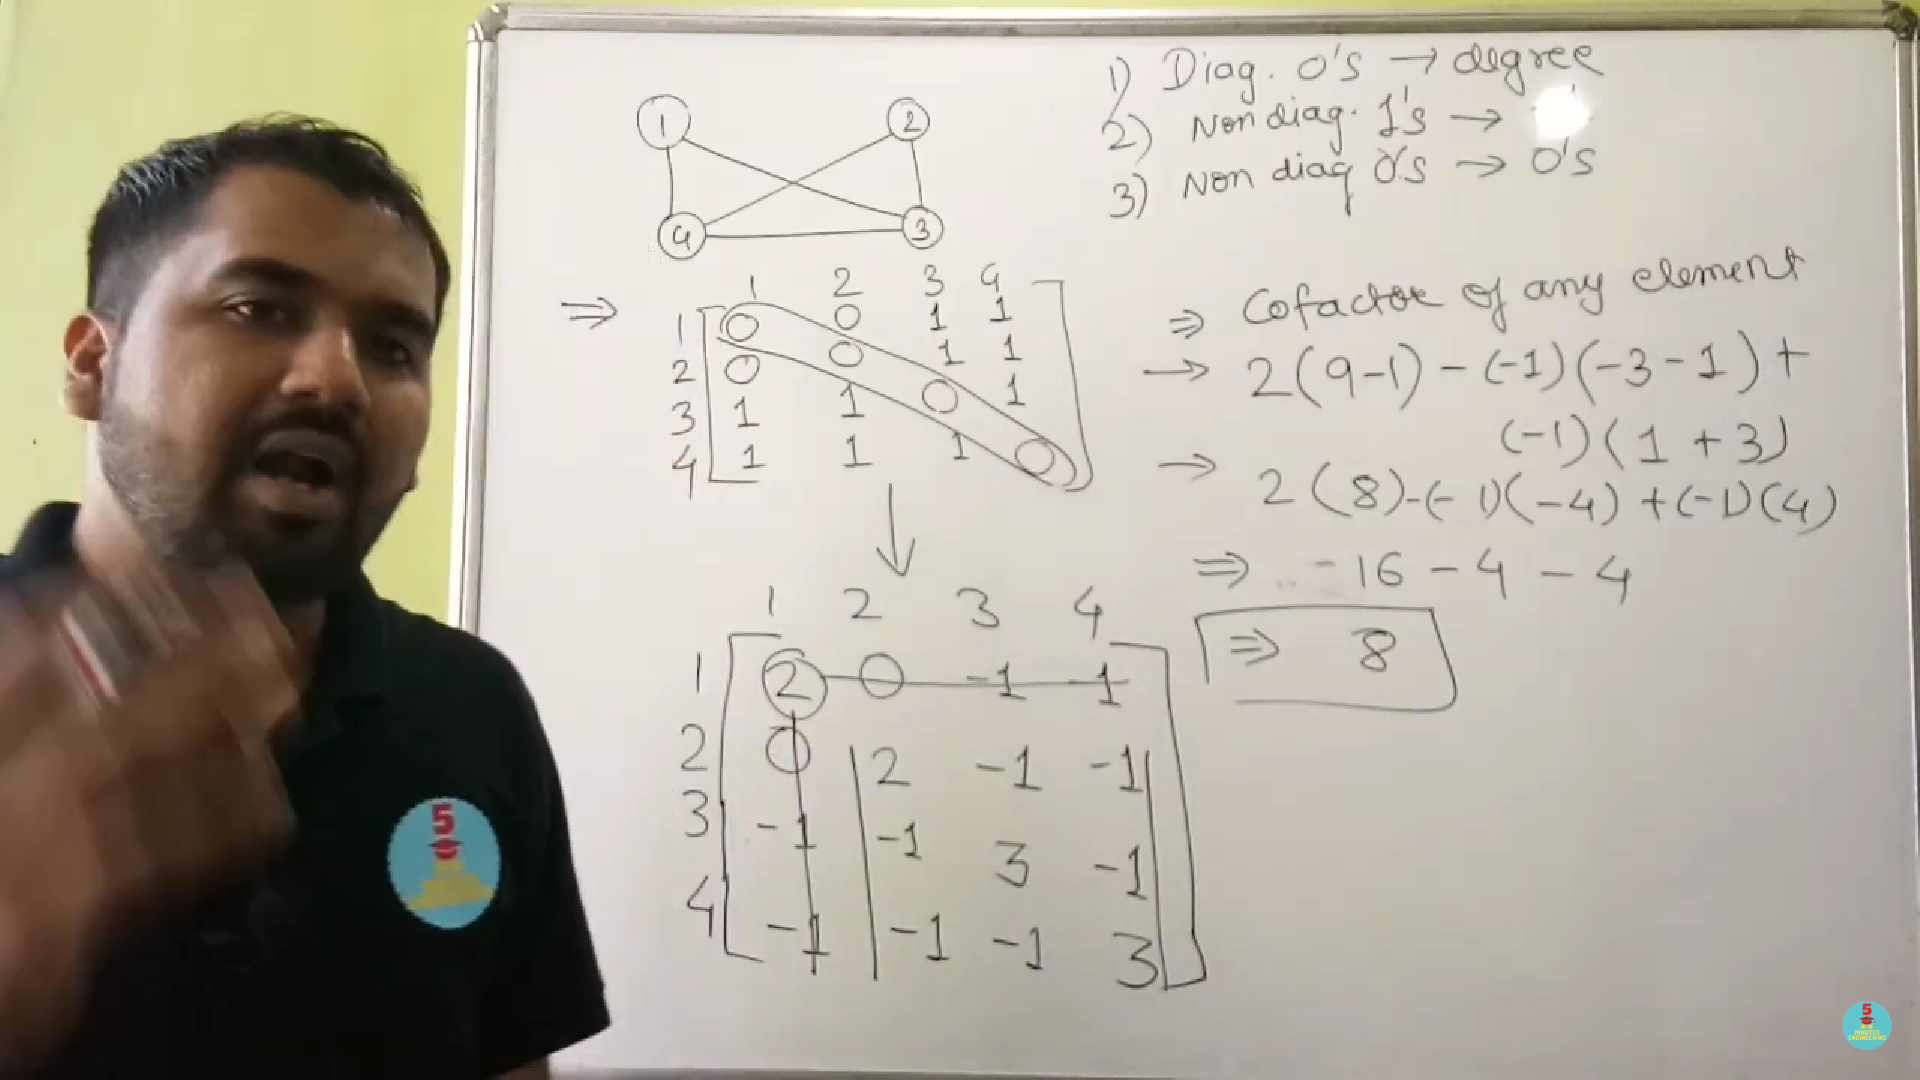 1) Diag. 0's → degree
2) Non diag. 1's →
3) Non diag 0's → 0's
1 2
4 3
⇒ 1 2 3 4
1 0 0 1 1
2 0 0 1 1
3 1 1 0 1
4 1 1 1 0
1 2 3 4
1 2 0 -1 -1
2 0 2 -1 -1
3 -1 -1 3 -1
4 -1 -1 -1 3
⇒ Cofactor of any element
→ 2(9-1) - (-1)(-3-1) +
(-1)(1+3)
→ 2(8)-(-1)(-4)+(-1)(4)
⇒ -16 - 4 - 4
⇒ 8
5
5
MINUTES
ENGINEERING